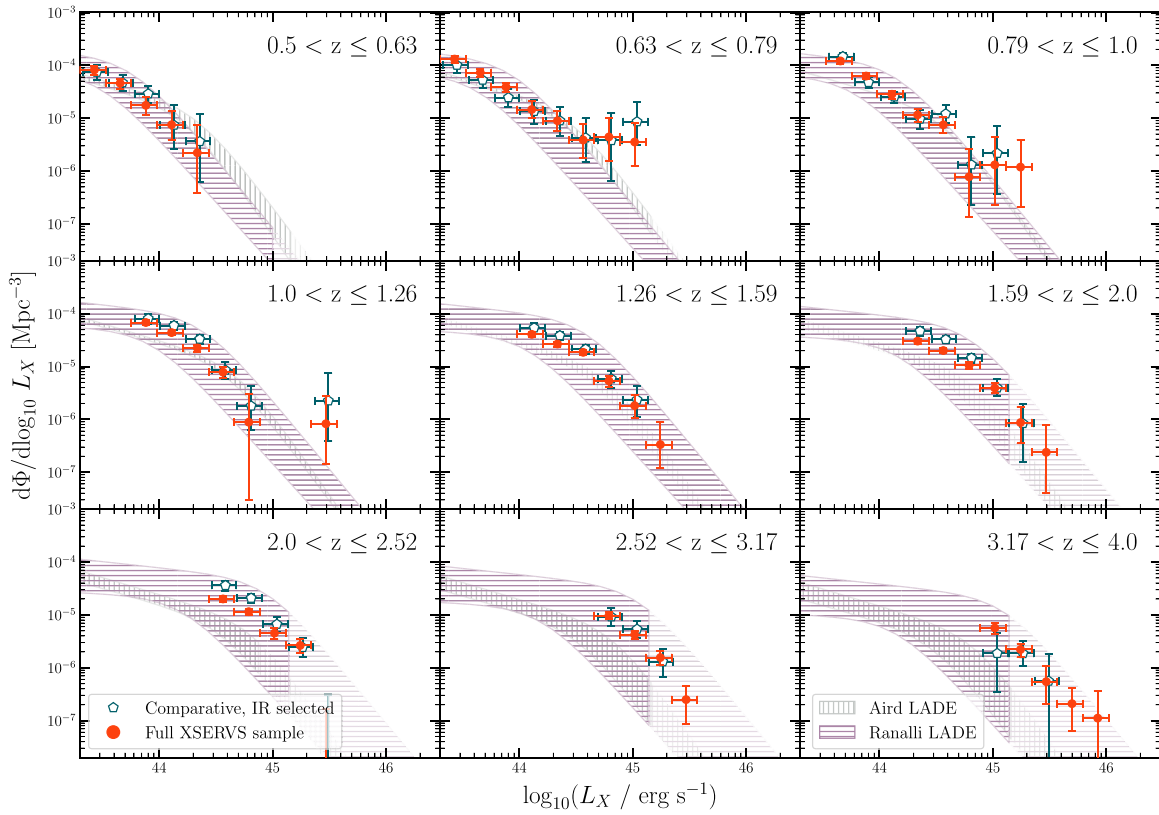 10⁻³
10⁻⁴
10⁻⁵
10⁻⁶
10⁻⁷
10⁻³
0.5 < z ≤ 0.63
0.63 < z ≤ 0.79
0.79 < z ≤ 1.0
10⁻⁴
10⁻⁵
10⁻⁶
10⁻⁷
10⁻³
1.0 < z ≤ 1.26
1.26 < z ≤ 1.59
1.59 < z ≤ 2.0
10⁻⁴
10⁻⁵
10⁻⁶
10⁻⁷
2.0 < z ≤ 2.52
2.52 < z ≤ 3.17
3.17 < z ≤ 4.0
dΦ/dlog₁₀ L_X [Mpc⁻³]
Comparative, IR selected
Full XSERVS sample
Aird LADE
Ranalli LADE
44 45 46 44 45 46 44 45 46
log₁₀(L_X / erg s⁻¹)